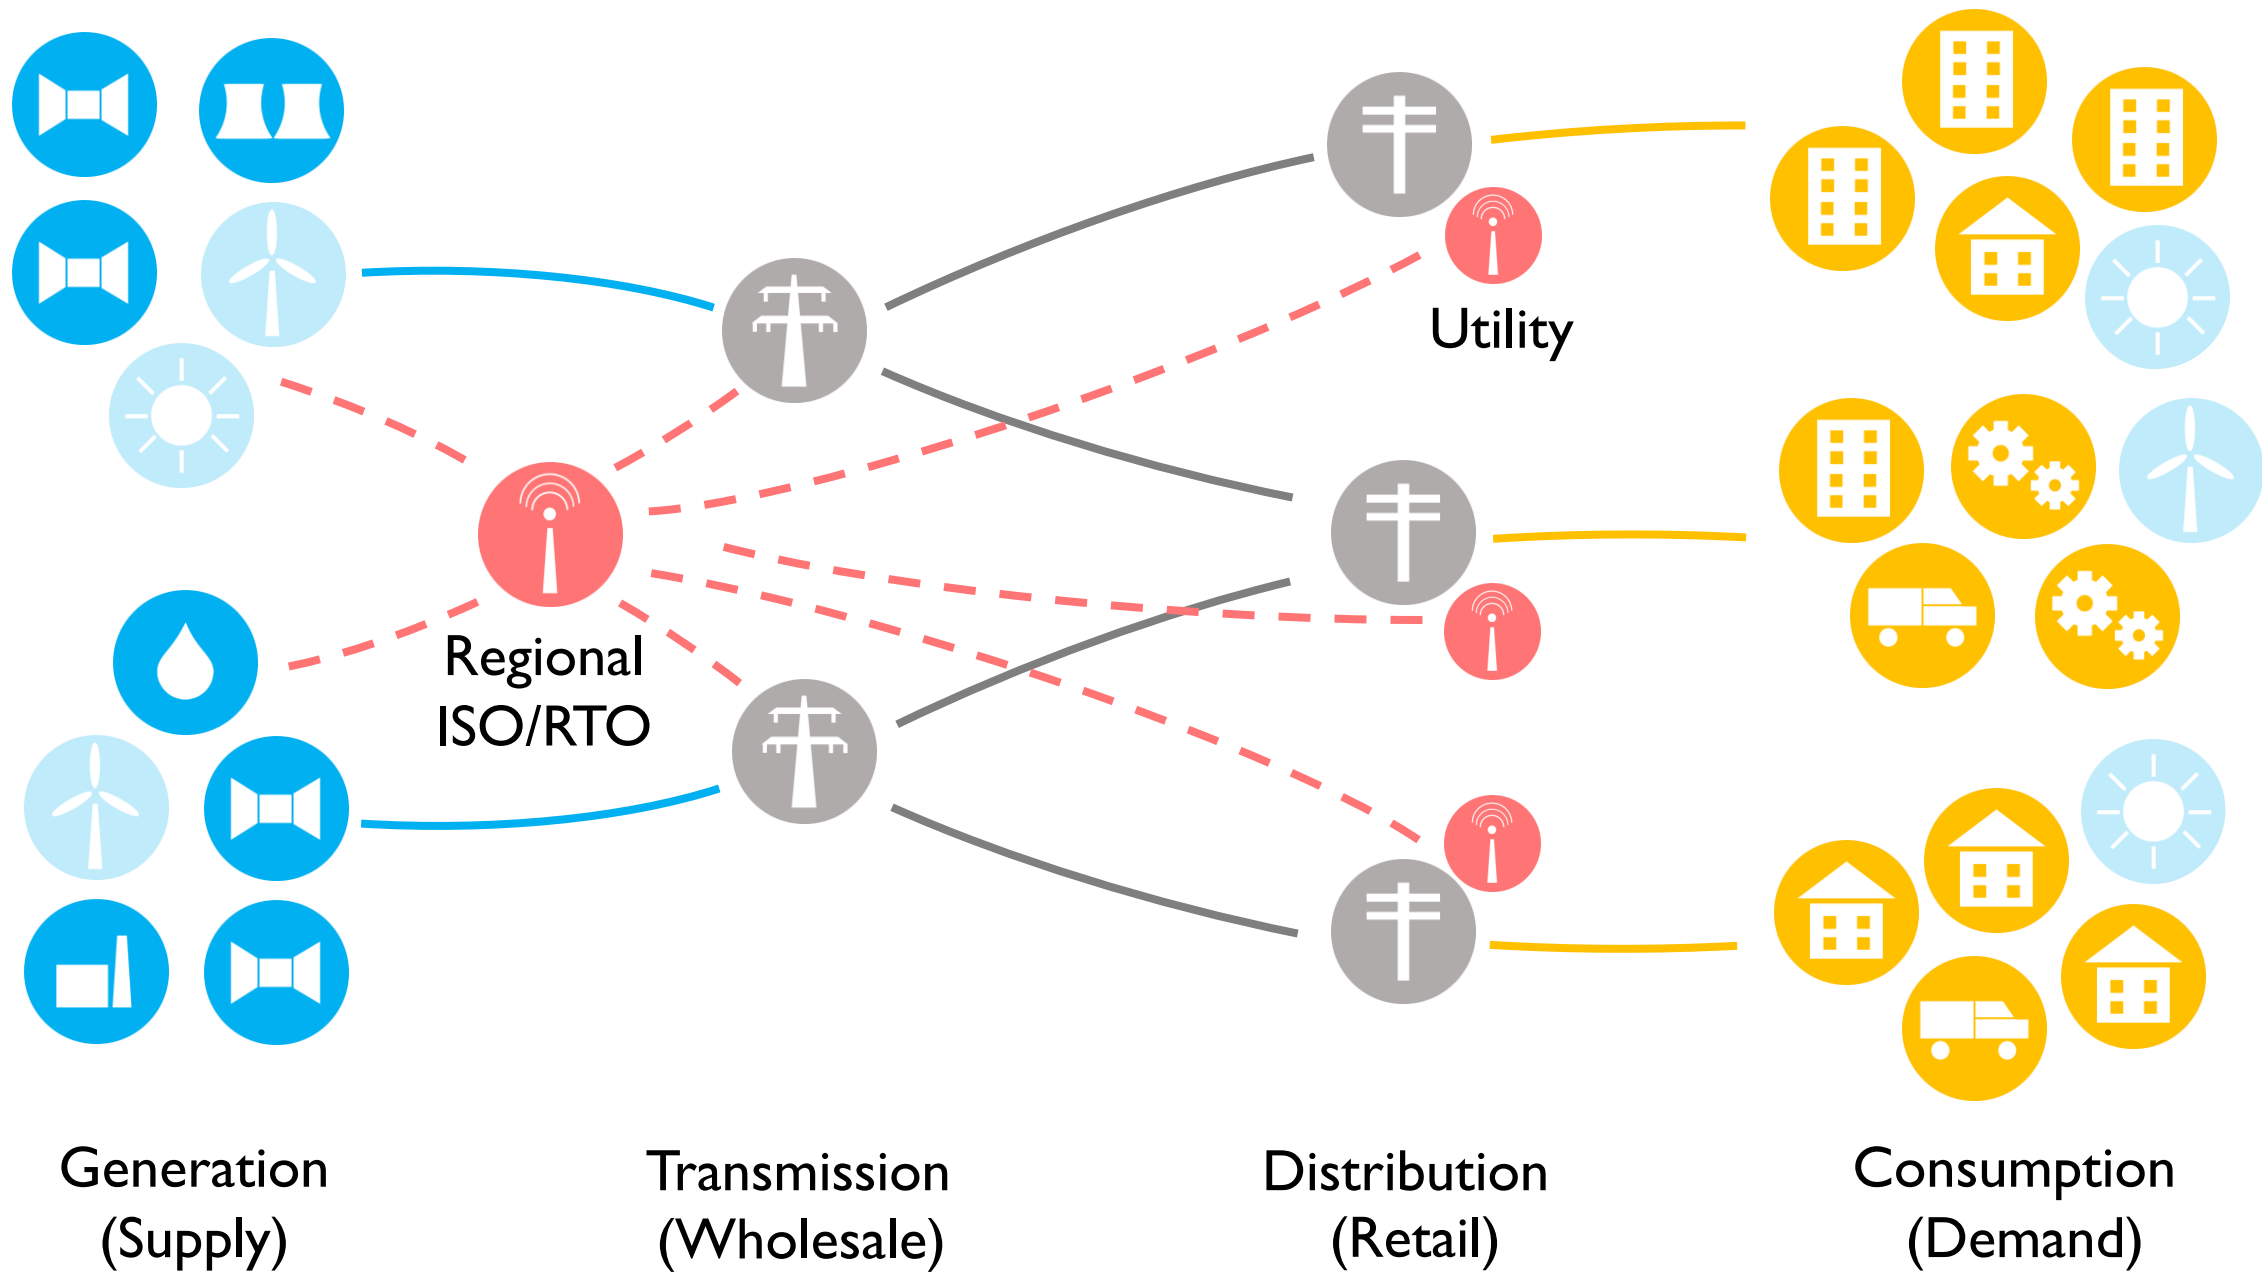 Utility
Regional
ISO/RTO
Generation
(Supply)
Transmission
(Wholesale)
Distribution
(Retail)
Consumption
(Demand)